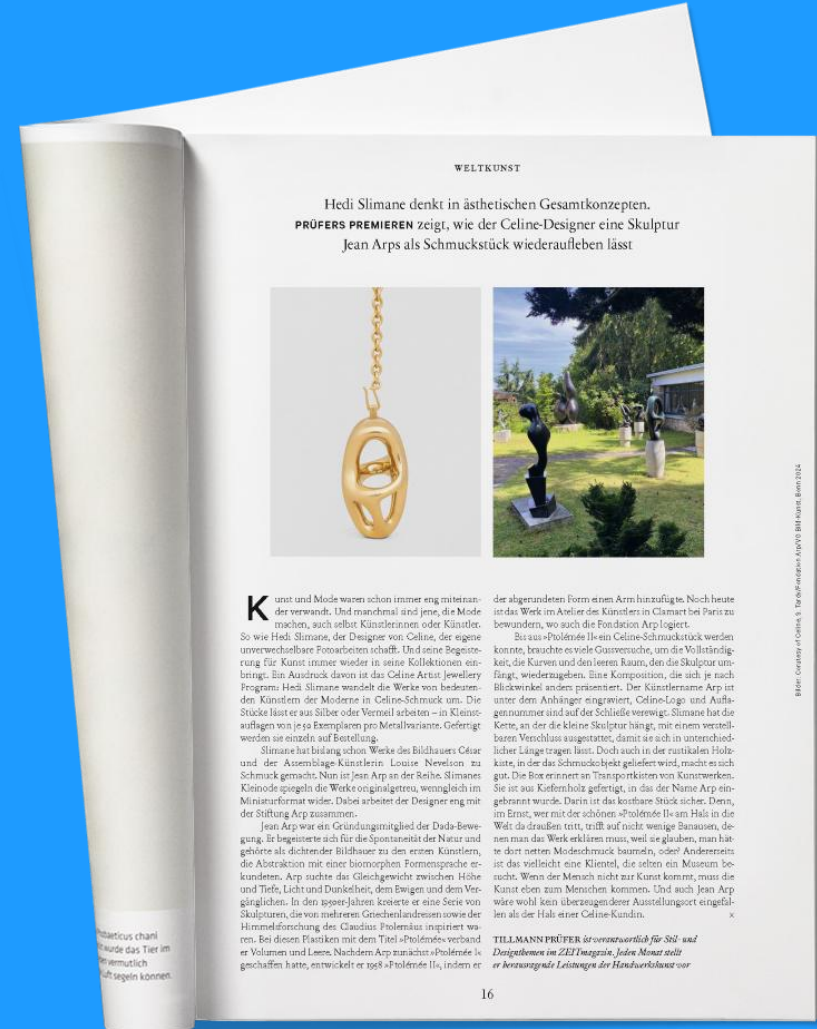 WELTKUNST
Hedi Slimane denkt in ästhetischen Gesamtkonzepten.
PRÜFERS PREMIEREN zeigt, wie der Celine-Designer eine Skulptur
Jean Arps als Schmuckstück wiederaufleben lässt
Kunst und Mode waren schon immer eng miteinan-
der verwandt. Und manchmal sind jene, die Mode
machen, auch selbst Künstlerinnen oder Künstler.
So wie Hedi Slimane, der Designer von Celine, der eigene
unverwechselbare Fotoarbeiten schafft. Und seine Begeiste-
rung für Kunst immer wieder in seine Kollektionen ein-
bringt. Ein Ausdruck davon ist das Celine Artist Jewellery
Program: Hedi Slimane wandelt die Werke von bedeuten-
den Künstlern der Moderne in Celine-Schmuck um. Die
Stücke lässt er aus Silber oder Vermeil arbeiten – in Kleinst-
auflagen von je 50 Exemplaren pro Metallvariante. Gefertigt
werden sie einzeln auf Bestellung.
Slimane hat bislang schon Werke des Bildhauers César
und der Assemblage-Künstlerin Louise Nevelson zu
Schmuck gemacht. Nun ist Jean Arp an der Reihe. Slimanes
Kleinode spiegeln die Werke originalgetreu, wenngleich im
Miniaturformat wider. Dabei arbeitet der Designer eng mit
der Stiftung Arp zusammen.
Jean Arp war ein Gründungsmitglied der Dada-Bewe-
gung. Er begeisterte sich für die Spontaneität der Natur und
gehörte als dichtender Bildhauer zu den ersten Künstlern,
die Abstraktion mit einer biomorphen Formensprache er-
kundeten. Arp suchte das Gleichgewicht zwischen Höhe
und Tiefe, Licht und Dunkelheit, dem Ewigen und dem Ver-
gänglichen. In den 1950er-Jahren kreierte er eine Serie von
Skulpturen, die von mehreren Griechenlandreisen sowie der
Himmelsforschung des Claudius Ptolemäus inspiriert wa-
ren. Bei diesen Plastiken mit dem Titel »Ptolémée« verband
er Volumen und Leere. Nachdem Arp zunächst »Ptolémée I«
geschaffen hatte, entwickelt er 1958 »Ptolémée II«, indem er
der abgerundeten Form einen Arm hinzufügte. Noch heute
ist das Werk im Atelier des Künstlers in Clamart bei Paris zu
bewundern, wo auch die Fondation Arp logiert.
Bis aus »Ptolémée II« ein Celine-Schmuckstück werden
konnte, brauchte es viele Gussversuche, um die Vollständig-
keit, die Kurven und den leeren Raum, den die Skulptur um-
fängt, wiederzugeben. Eine Komposition, die sich je nach
Blickwinkel anders präsentiert. Der Künstlername Arp ist
unter dem Anhänger eingraviert, Celine-Logo und Aufla-
gennummer sind auf der Schließe verewigt. Slimane hat die
Kette, an der die kleine Skulptur hängt, mit einem verstell-
baren Verschluss ausgestattet, damit sie sich in unterschied-
licher Länge tragen lässt. Doch auch in der rustikalen Holz-
kiste, in der das Schmuckobjekt geliefert wird, macht es sich
gut. Die Box erinnert an Transportkisten von Kunstwerken.
Sie ist aus Kiefernholz gefertigt, in das der Name Arp ein-
gebrannt wurde. Darin ist das kostbare Stück sicher. Denn,
im Ernst, wer mit der schönen »Ptolémée II« am Hals in die
Welt da draußen tritt, trifft auf nicht wenige Banausen, de-
nen man das Werk erklären muss, weil sie glauben, man hät-
te dort netten Modeschmuck baumeln, oder? Andererseits
ist das vielleicht eine Klientel, die selten ein Museum be-
sucht. Wenn der Mensch nicht zur Kunst kommt, muss die
Kunst eben zum Menschen kommen. Und auch Jean Arp
wäre wohl kein überzeugenderer Ausstellungsort eingefal-
len als der Hals einer Celine-Kundin. ×
TILLMANN PRÜFER ist verantwortlich für Stil- und
Designthemen im ZEITmagazin. Jeden Monat stellt
er herausragende Leistungen der Handwerkskunst vor
16
Bilder: Courtesy of Celine; S. Tarda/Fondation Arp/VG Bild-Kunst, Bonn 2024
chani
wurde das Tier im
vermutlich
Luft segeln können.